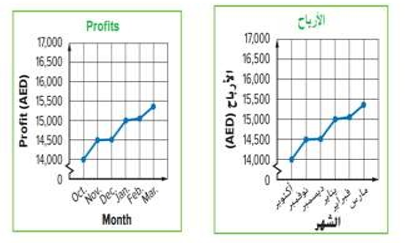 Profits
Profit (AED)
17,000
16,500
16,000
15,500
15,000
14,500
14,000
0
Oct.
Nov.
Dec.
Jan.
Feb.
Mar.
Month
الأرباح
الأرباح (AED)
17,000
16,500
16,000
15,500
15,000
14,500
14,000
0
أكتوبر
نوفمبر
ديسمبر
يناير
فبراير
مارس
الشهر